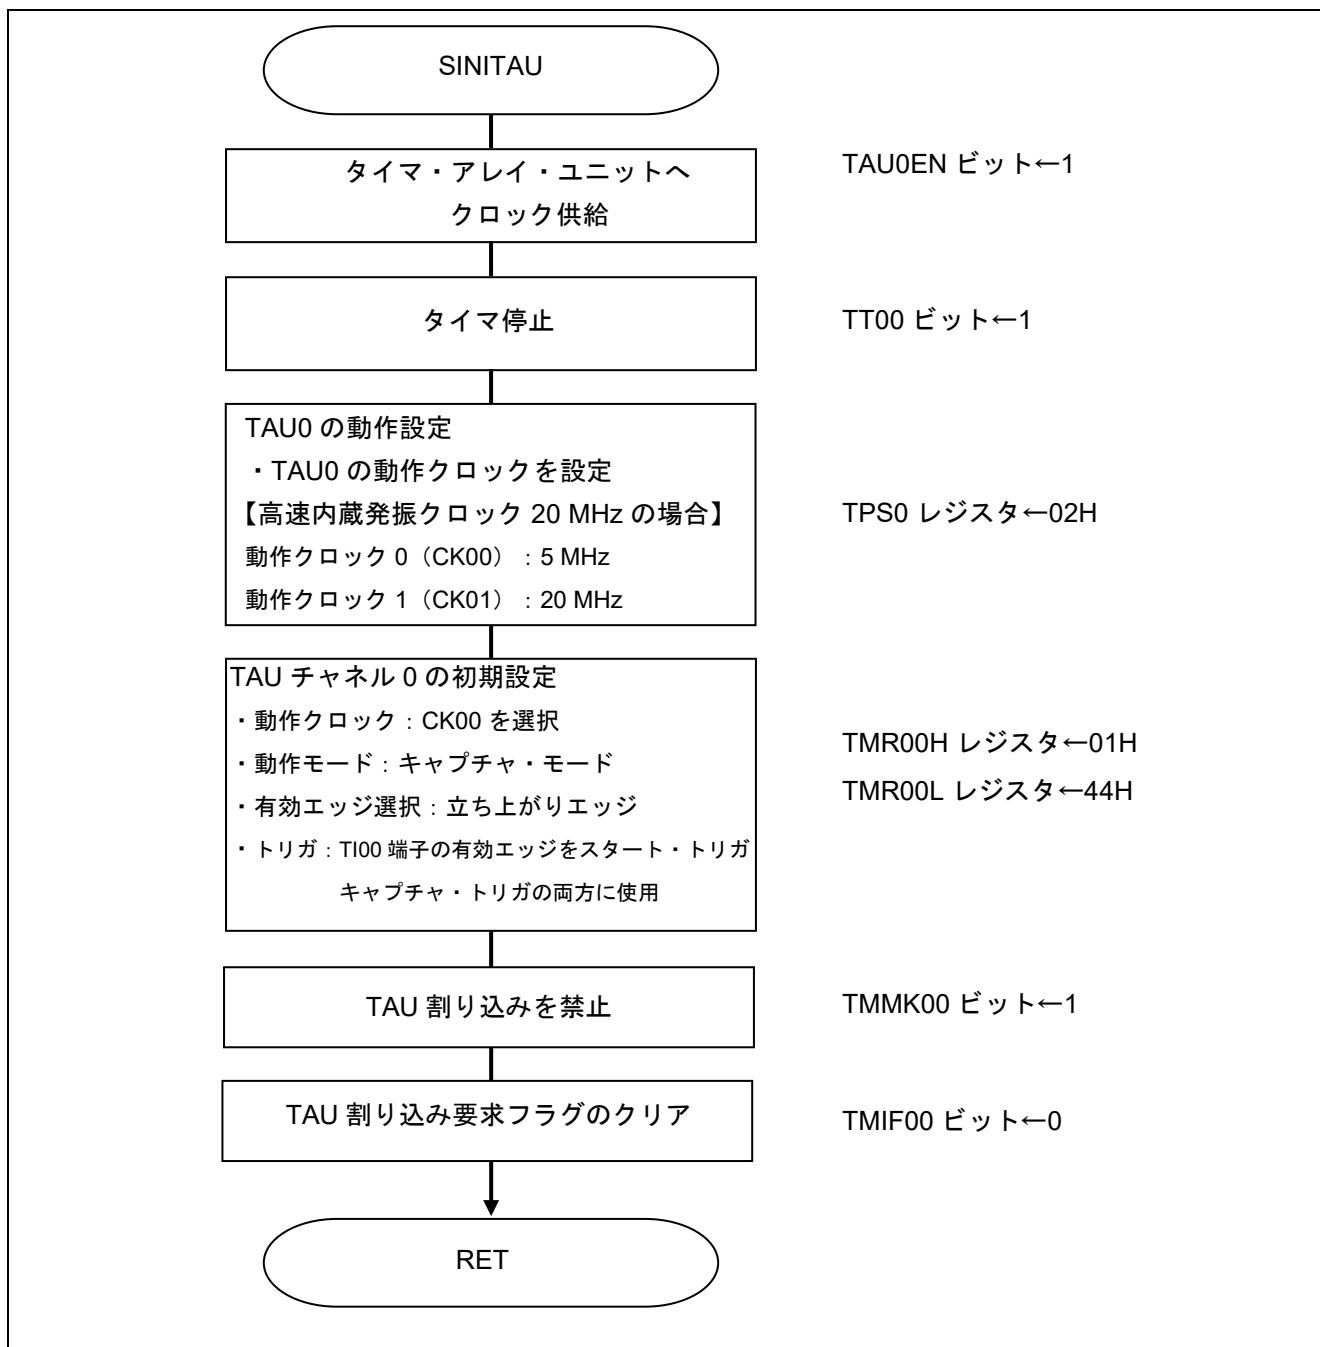 SINITAU
タイマ・アレイ・ユニットへ
クロック供給
TAU0EN ビット←1
タイマ停止
TT00 ビット←1
TAU0 の動作設定
・TAU0 の動作クロックを設定
【高速内蔵発振クロック 20 MHz の場合】
動作クロック 0（CK00）：5 MHz
動作クロック 1（CK01）：20 MHz
TPS0 レジスタ←02H
TAU チャネル 0 の初期設定
・動作クロック：CK00 を選択
・動作モード：キャプチャ・モード
・有効エッジ選択：立ち上がりエッジ
・トリガ：TI00 端子の有効エッジをスタート・トリガ
キャプチャ・トリガの両方に使用
TMR00H レジスタ←01H
TMR00L レジスタ←44H
TAU 割り込みを禁止
TMMK00 ビット←1
TAU 割り込み要求フラグのクリア
TMIF00 ビット←0
RET